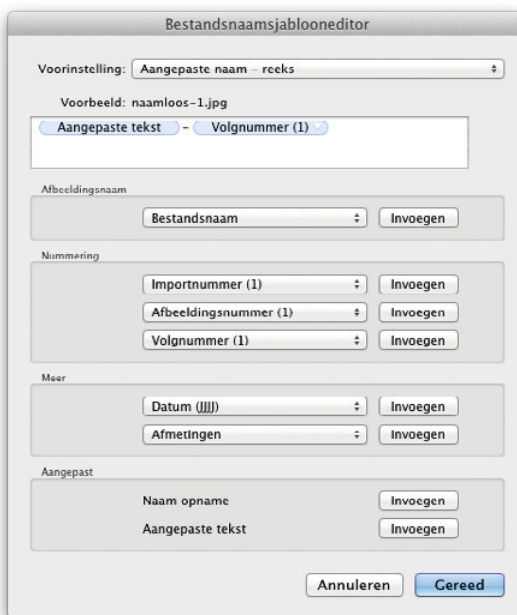 Bestandsnaamsjablooneditor
Voorinstelling: Aangepaste naam – reeks
Voorbeeld: naamloos-1.jpg
Aangepaste tekst - Volgnummer (1)
Afbeeldingsnaam
Bestandsnaam Invoegen
Nummering
Importnummer (1) Invoegen
Afbeeldingsnummer (1) Invoegen
Volgnummer (1) Invoegen
Meer
Datum (JJJJ) Invoegen
Afmetingen Invoegen
Aangepast
Naam opname Invoegen
Aangepaste tekst Invoegen
Annuleren Gereed